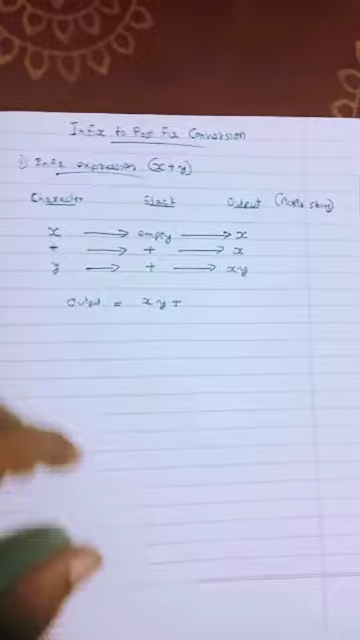 Infix to Post Fix Conversion
1) Infix expression (x+y)
Character Stack Output
x → empty → x
+ → + → x
y → + → xy
output = xy+